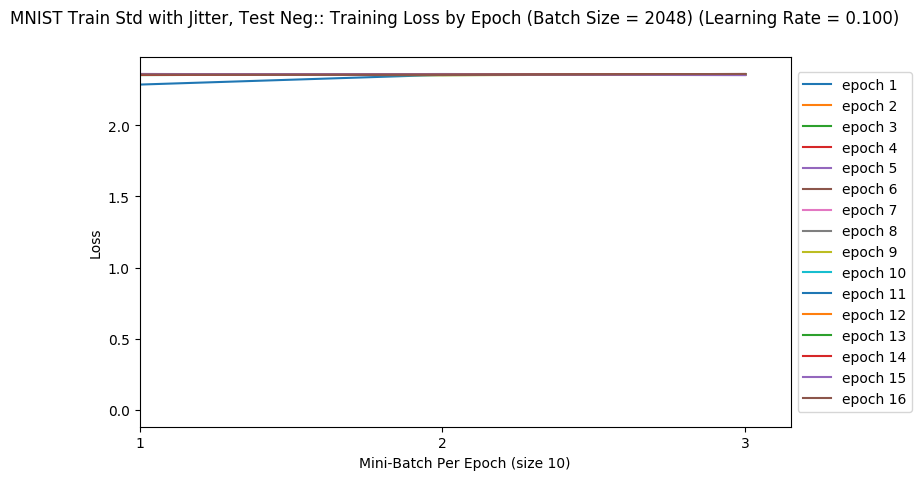 MNIST Train Std with Jitter, Test Neg:: Training Loss by Epoch (Batch Size = 2048) (Learning Rate = 0.100)
2.0
1.5
1.0
0.5
0.0
Loss
1 2 3
Mini-Batch Per Epoch (size 10)
epoch 1
epoch 2
epoch 3
epoch 4
epoch 5
epoch 6
epoch 7
epoch 8
epoch 9
epoch 10
epoch 11
epoch 12
epoch 13
epoch 14
epoch 15
epoch 16